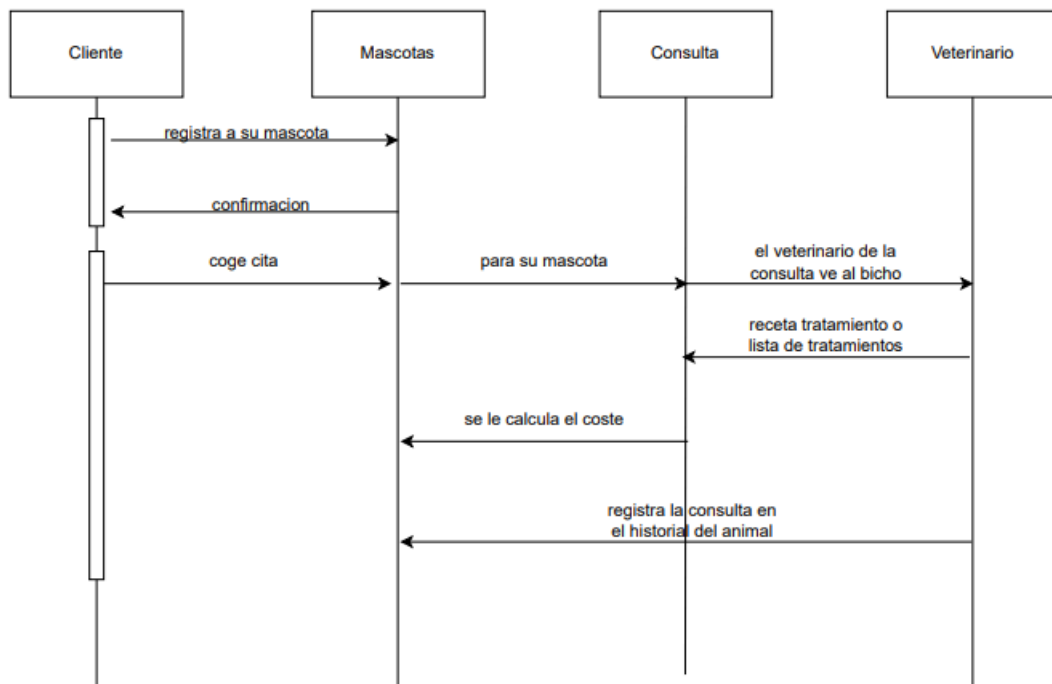 Cliente
Mascotas
Consulta
Veterinario
registra a su mascota
confirmacion
coge cita
para su mascota
el veterinario de la
consulta ve al bicho
receta tratamiento o
lista de tratamientos
se le calcula el coste
registra la consulta en
el historial del animal